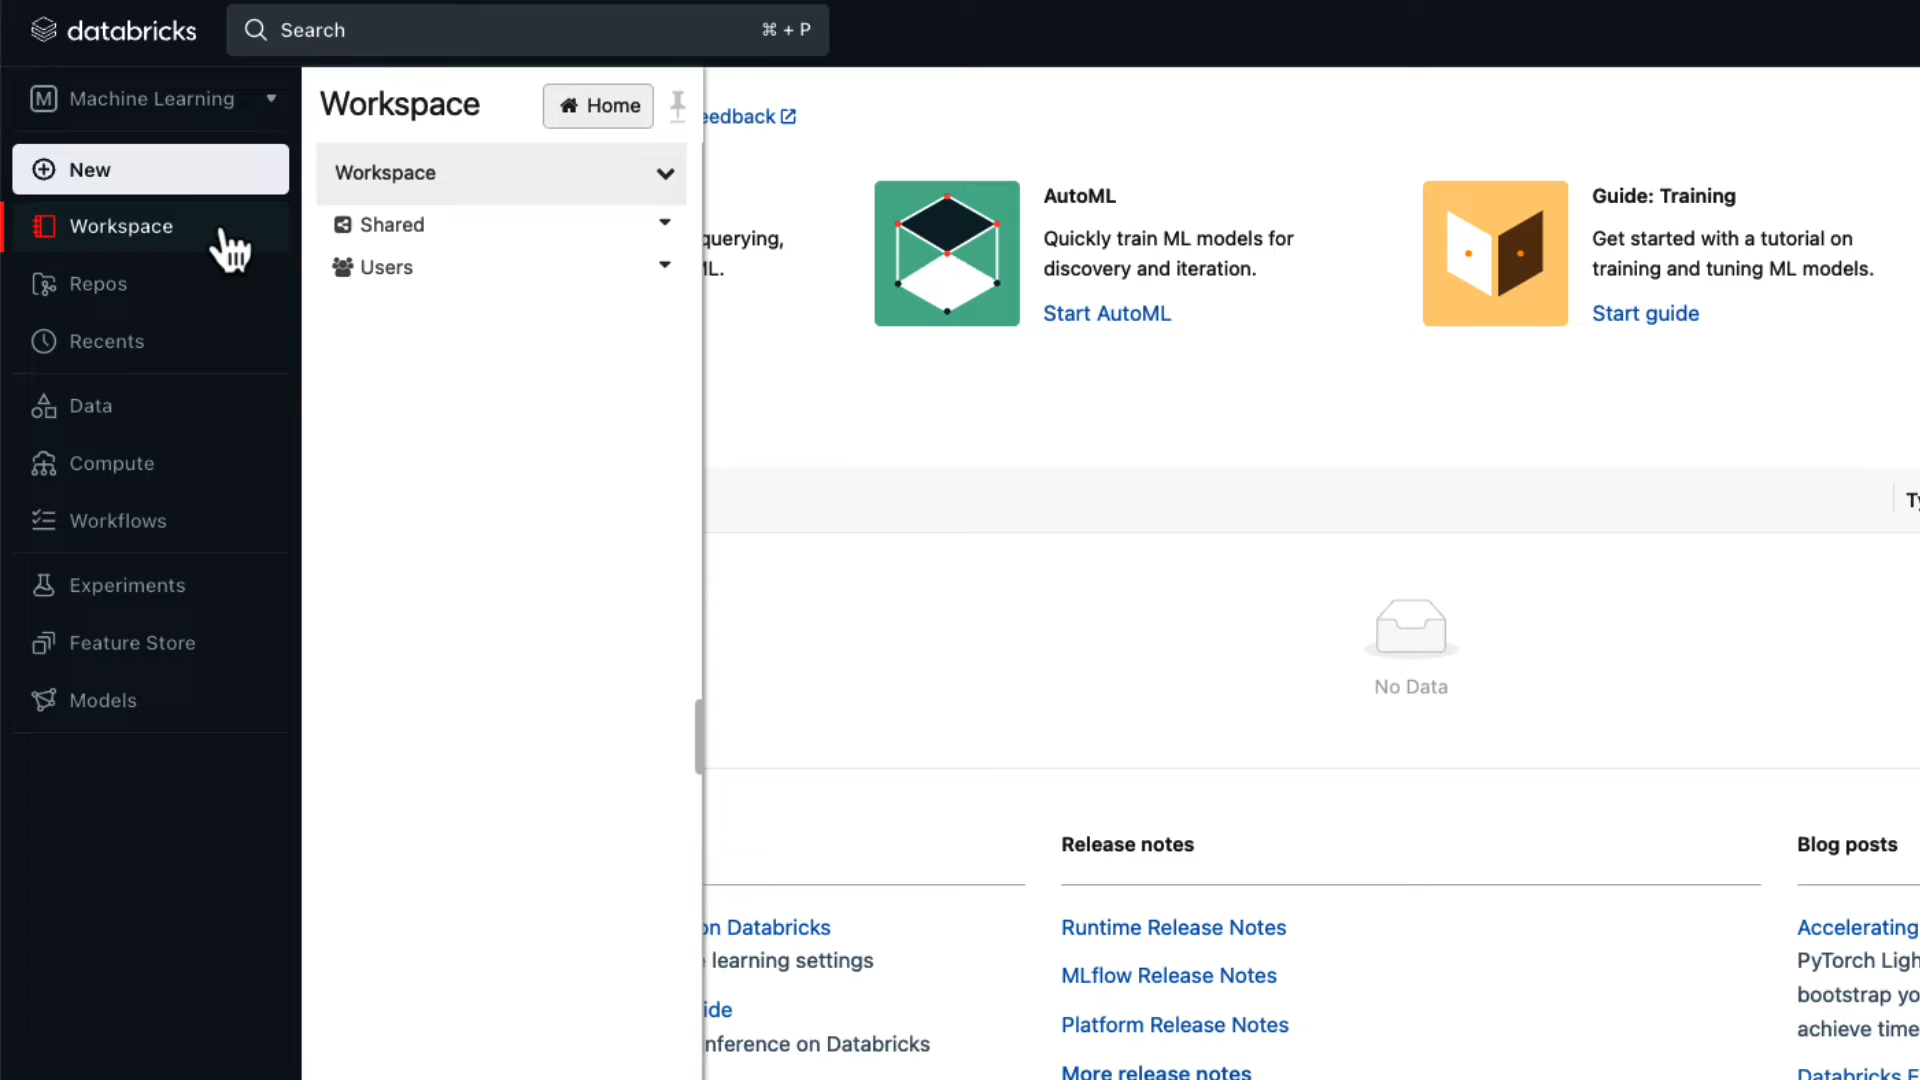 databricks
Search
⌘ + P
M Machine Learning
New
Workspace
Repos
Recents
Data
Compute
Workflows
Experiments
Feature Store
Models
Workspace
Home
Workspace
Shared
Users
eedback
querying,
IL.
AutoML
Quickly train ML models for
discovery and iteration.
Start AutoML
Guide: Training
Get started with a tutorial on
training and tuning ML models.
Start guide
Ty
No Data
on Databricks
learning settings
ide
nference on Databricks
Release notes
Runtime Release Notes
MLflow Release Notes
Platform Release Notes
More release notes
Blog posts
Accelerating
PyTorch Ligh
bootstrap yo
achieve time
Databricks